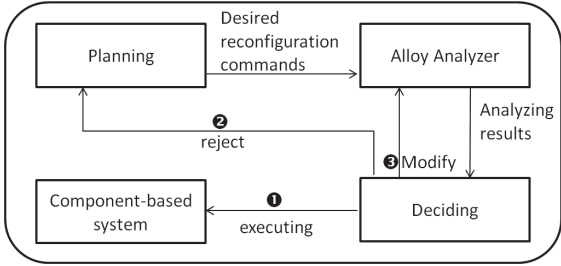 Desired
reconfiguration
commands
Planning
Alloy Analyzer
Analyzing
results
❷
reject
❸Modify
Component-based
system
❶
executing
Deciding